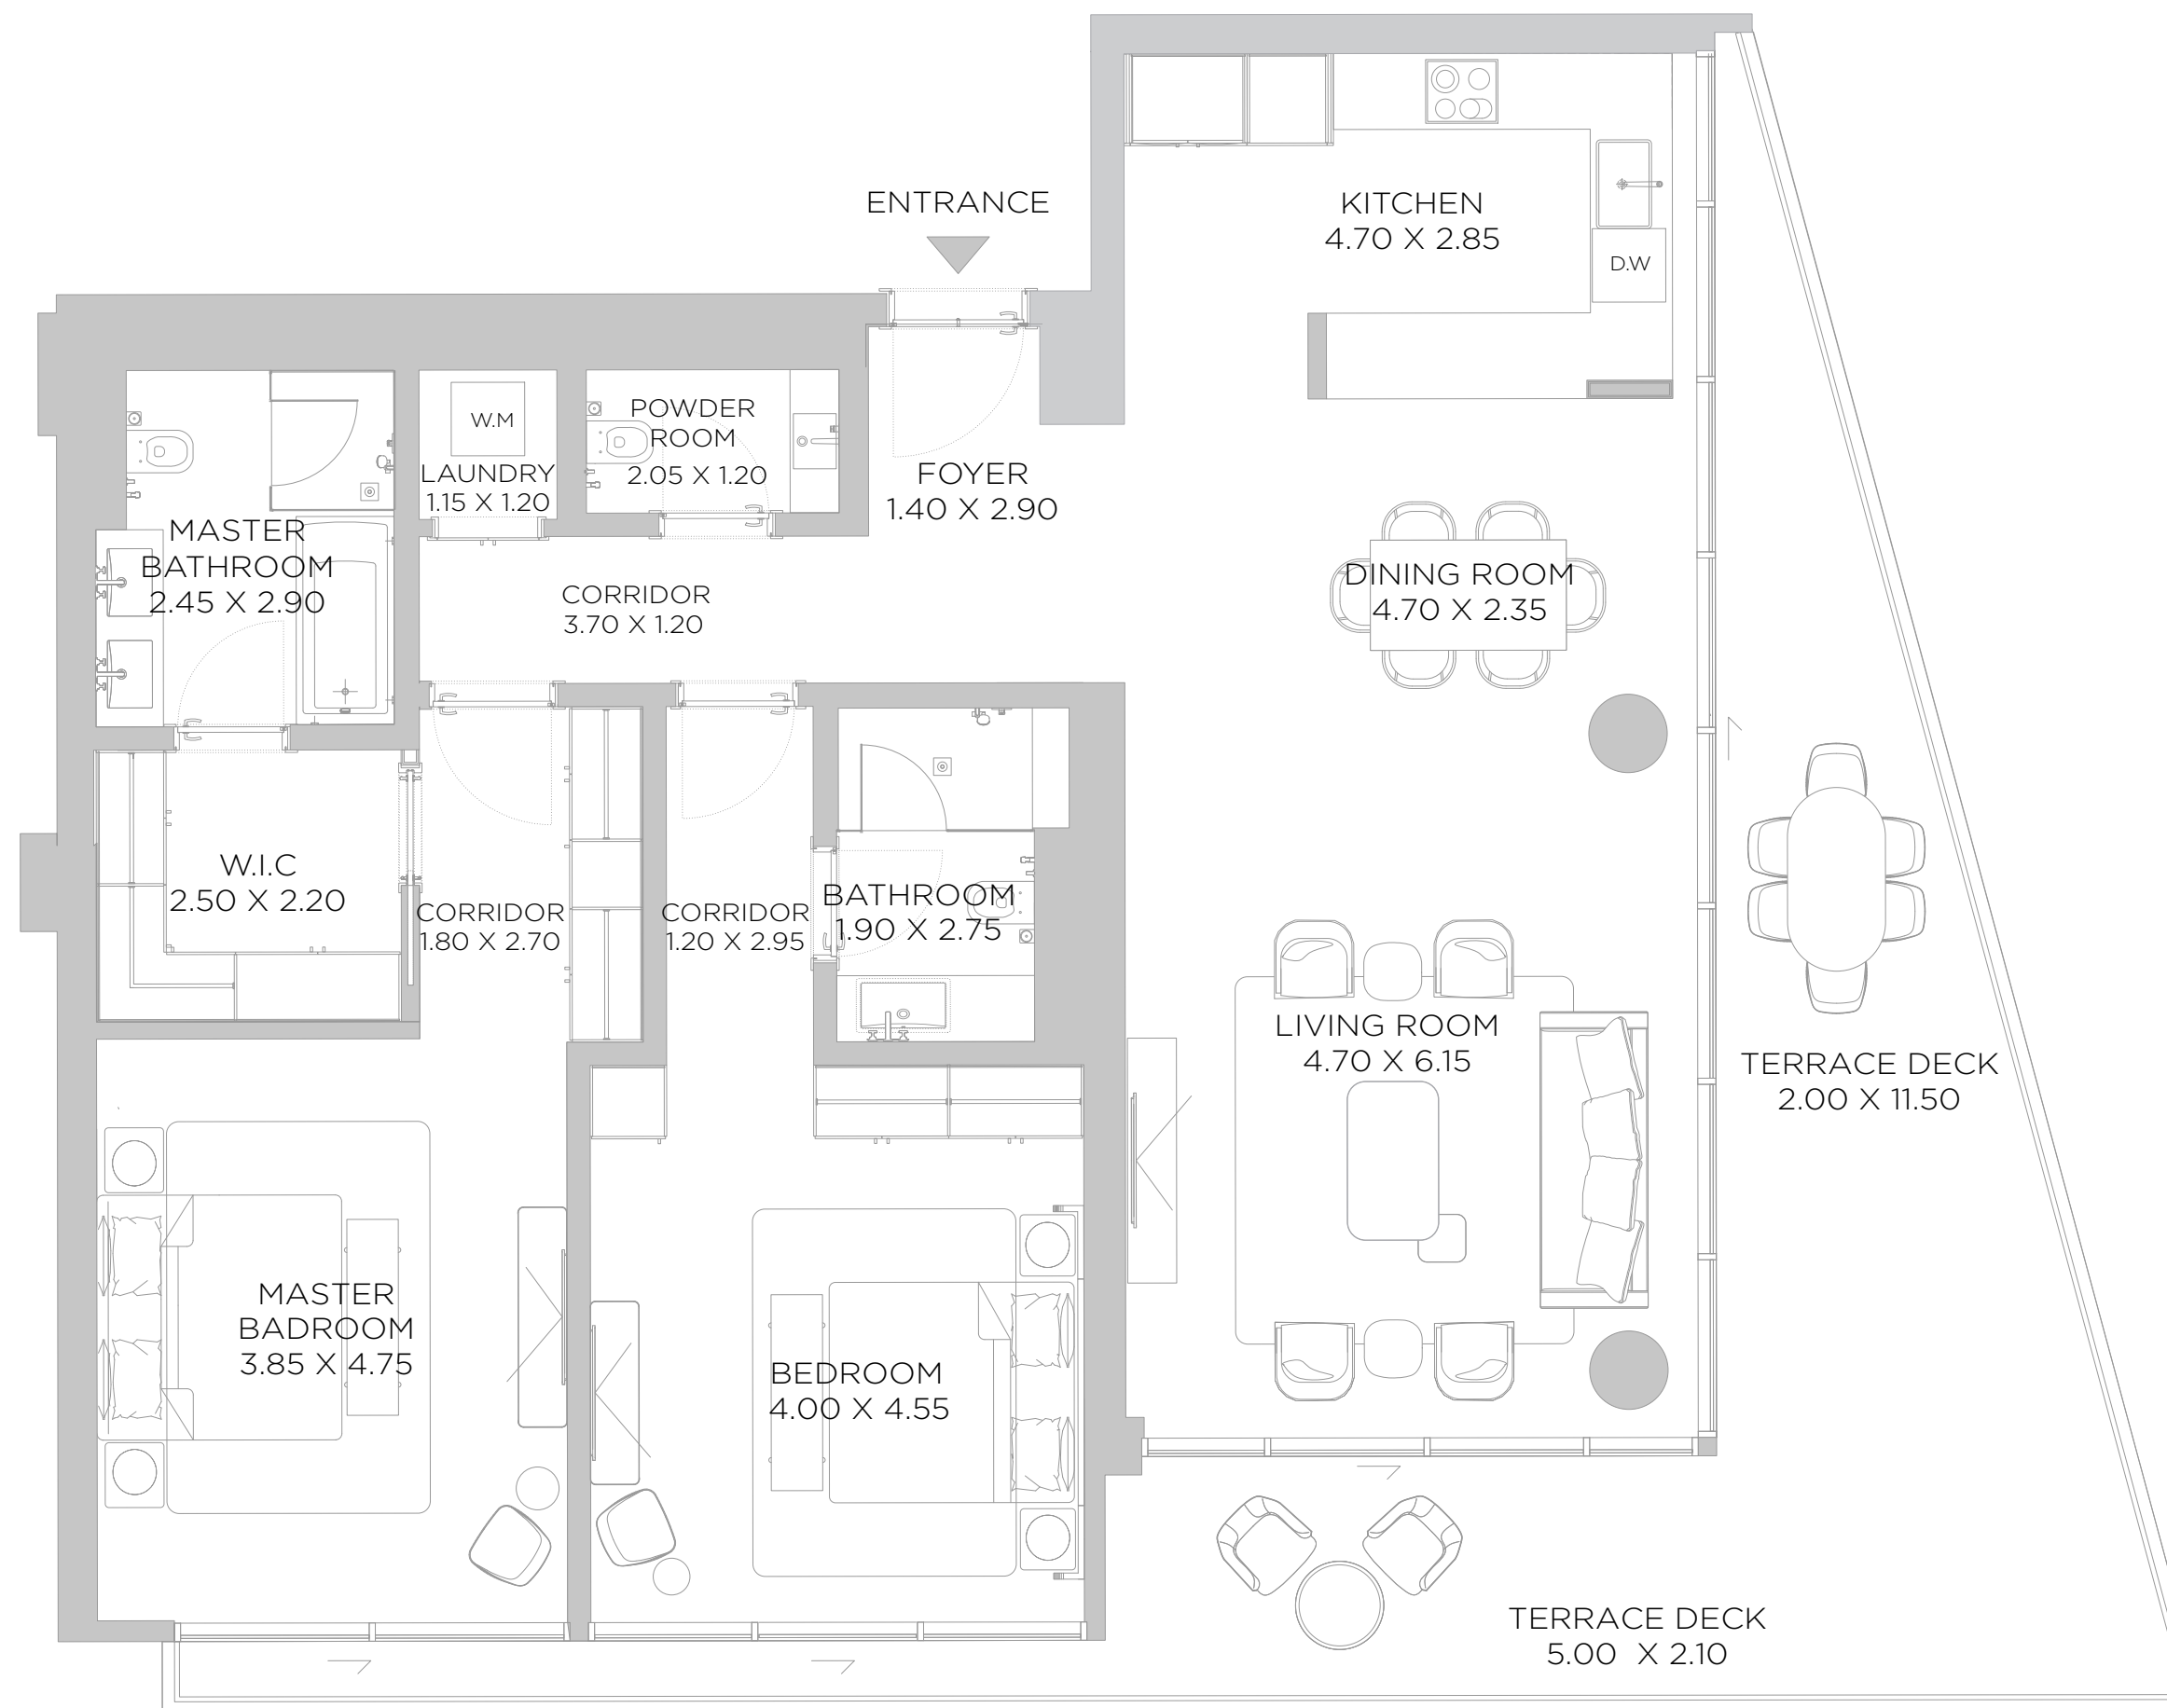 ENTRANCE
KITCHEN
4.70 X 2.85
D.W
W.M
LAUNDRY
1.15 X 1.20
POWDER
ROOM
2.05 X 1.20
FOYER
1.40 X 2.90
MASTER
BATHROOM
2.45 X 2.90
CORRIDOR
3.70 X 1.20
DINING ROOM
4.70 X 2.35
W.I.C
2.50 X 2.20
CORRIDOR
1.80 X 2.70
CORRIDOR
1.20 X 2.95
BATHROOM
1.90 X 2.75
LIVING ROOM
4.70 X 6.15
TERRACE DECK
2.00 X 11.50
MASTER
BADROOM
3.85 X 4.75
BEDROOM
4.00 X 4.55
TERRACE DECK
5.00 X 2.10